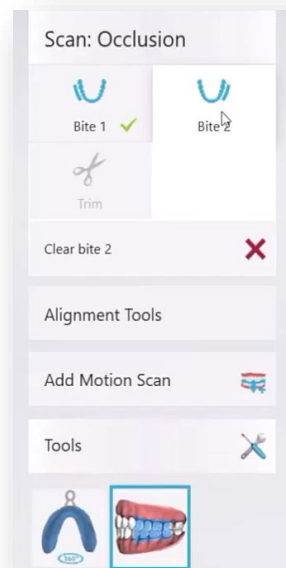 Scan: Occlusion
Bite 1
Bite 2
Trim
Clear bite 2
Alignment Tools
Add Motion Scan
Tools
360°